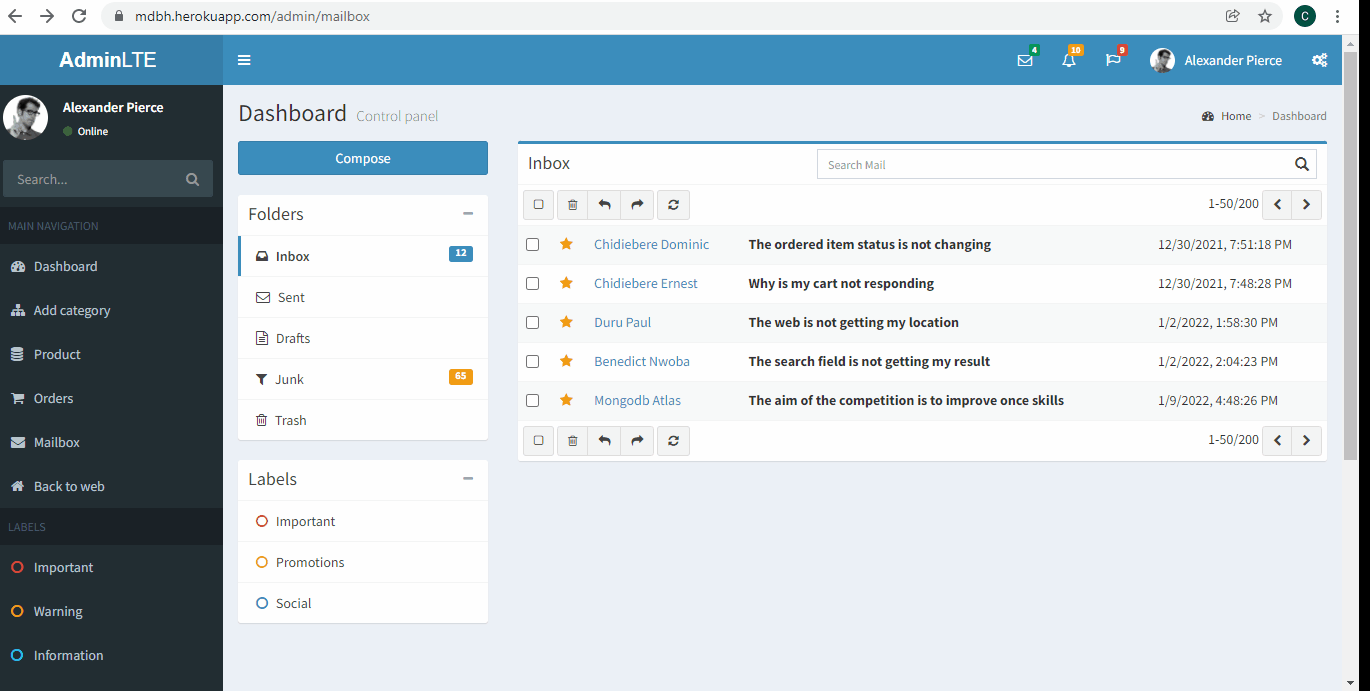 mdbh.herokuapp.com/admin/mailbox
C
AdminLTE
4
10
9
Alexander Pierce
Alexander Pierce
Online
Search...
MAIN NAVIGATION
Dashboard
Add category
Product
Orders
Mailbox
Back to web
LABELS
Important
Warning
Information
Dashboard Control panel
Home > Dashboard
Compose
Folders
Inbox 12
Sent
Drafts
Junk 65
Trash
Labels
Important
Promotions
Social
Inbox
Search Mail
1-50/200
Chidiebere Dominic The ordered item status is not changing 12/30/2021, 7:51:18 PM
Chidiebere Ernest Why is my cart not responding 12/30/2021, 7:48:28 PM
Duru Paul The web is not getting my location 1/2/2022, 1:58:30 PM
Benedict Nwoba The search field is not getting my result 1/2/2022, 2:04:23 PM
Mongodb Atlas The aim of the competition is to improve once skills 1/9/2022, 4:48:26 PM
1-50/200